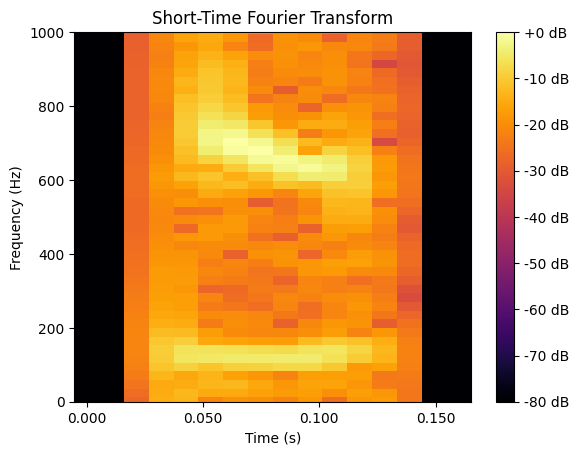 Short-Time Fourier Transform
1000
800
600
400
200
0
Frequency (Hz)
0.000
0.050
0.100
0.150
Time (s)
+0 dB
-10 dB
-20 dB
-30 dB
-40 dB
-50 dB
-60 dB
-70 dB
-80 dB